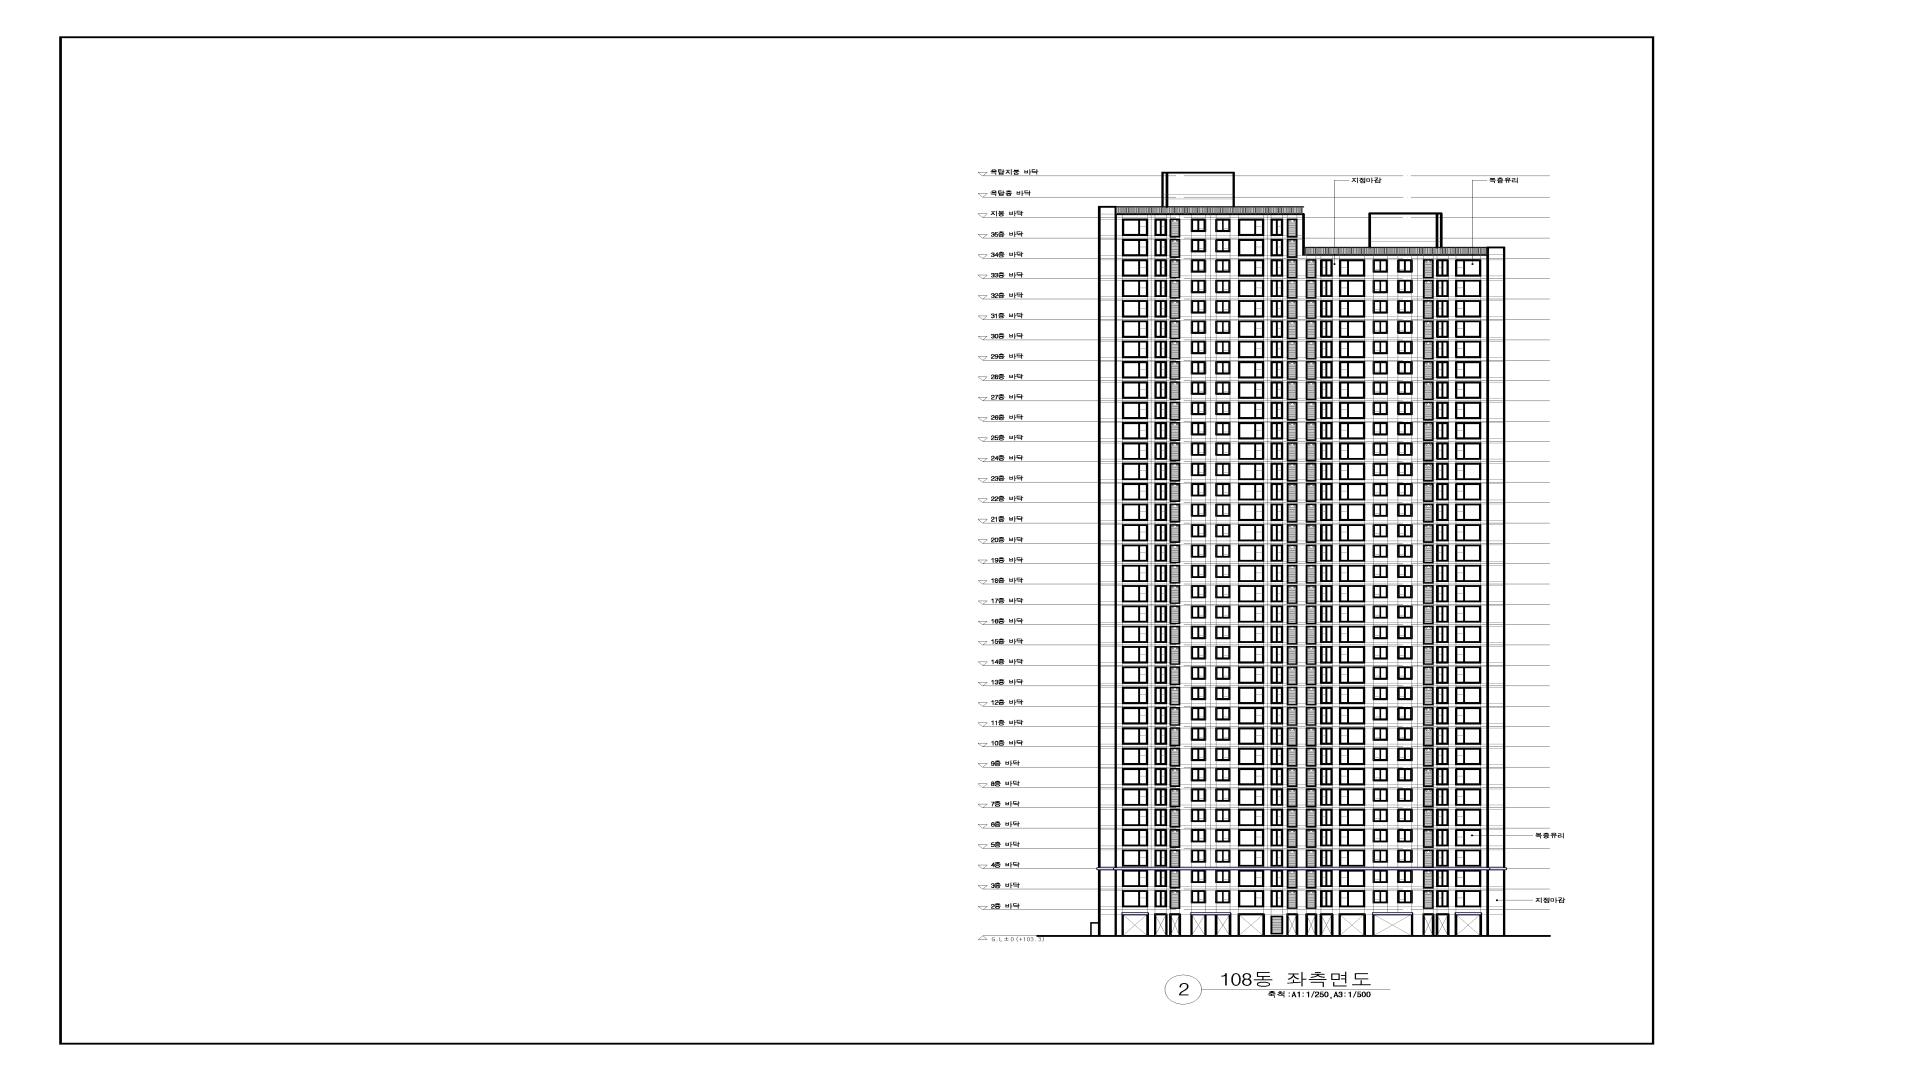 옥탑지붕 바닥
지정마감
복층유리
옥탑층 바닥
지붕 바닥
35층 바닥
34층 바닥
33층 바닥
32층 바닥
31층 바닥
30층 바닥
29층 바닥
28층 바닥
27층 바닥
26층 바닥
25층 바닥
24층 바닥
23층 바닥
22층 바닥
21층 바닥
20층 바닥
19층 바닥
18층 바닥
17층 바닥
16층 바닥
15층 바닥
14층 바닥
13층 바닥
12층 바닥
11층 바닥
10층 바닥
9층 바닥
8층 바닥
7층 바닥
6층 바닥
복층유리
5층 바닥
4층 바닥
3층 바닥
지정마감
2층 바닥
G.L±0(+103.3)
2
108동 좌측면도
축척 :A1:1/250,A3:1/500